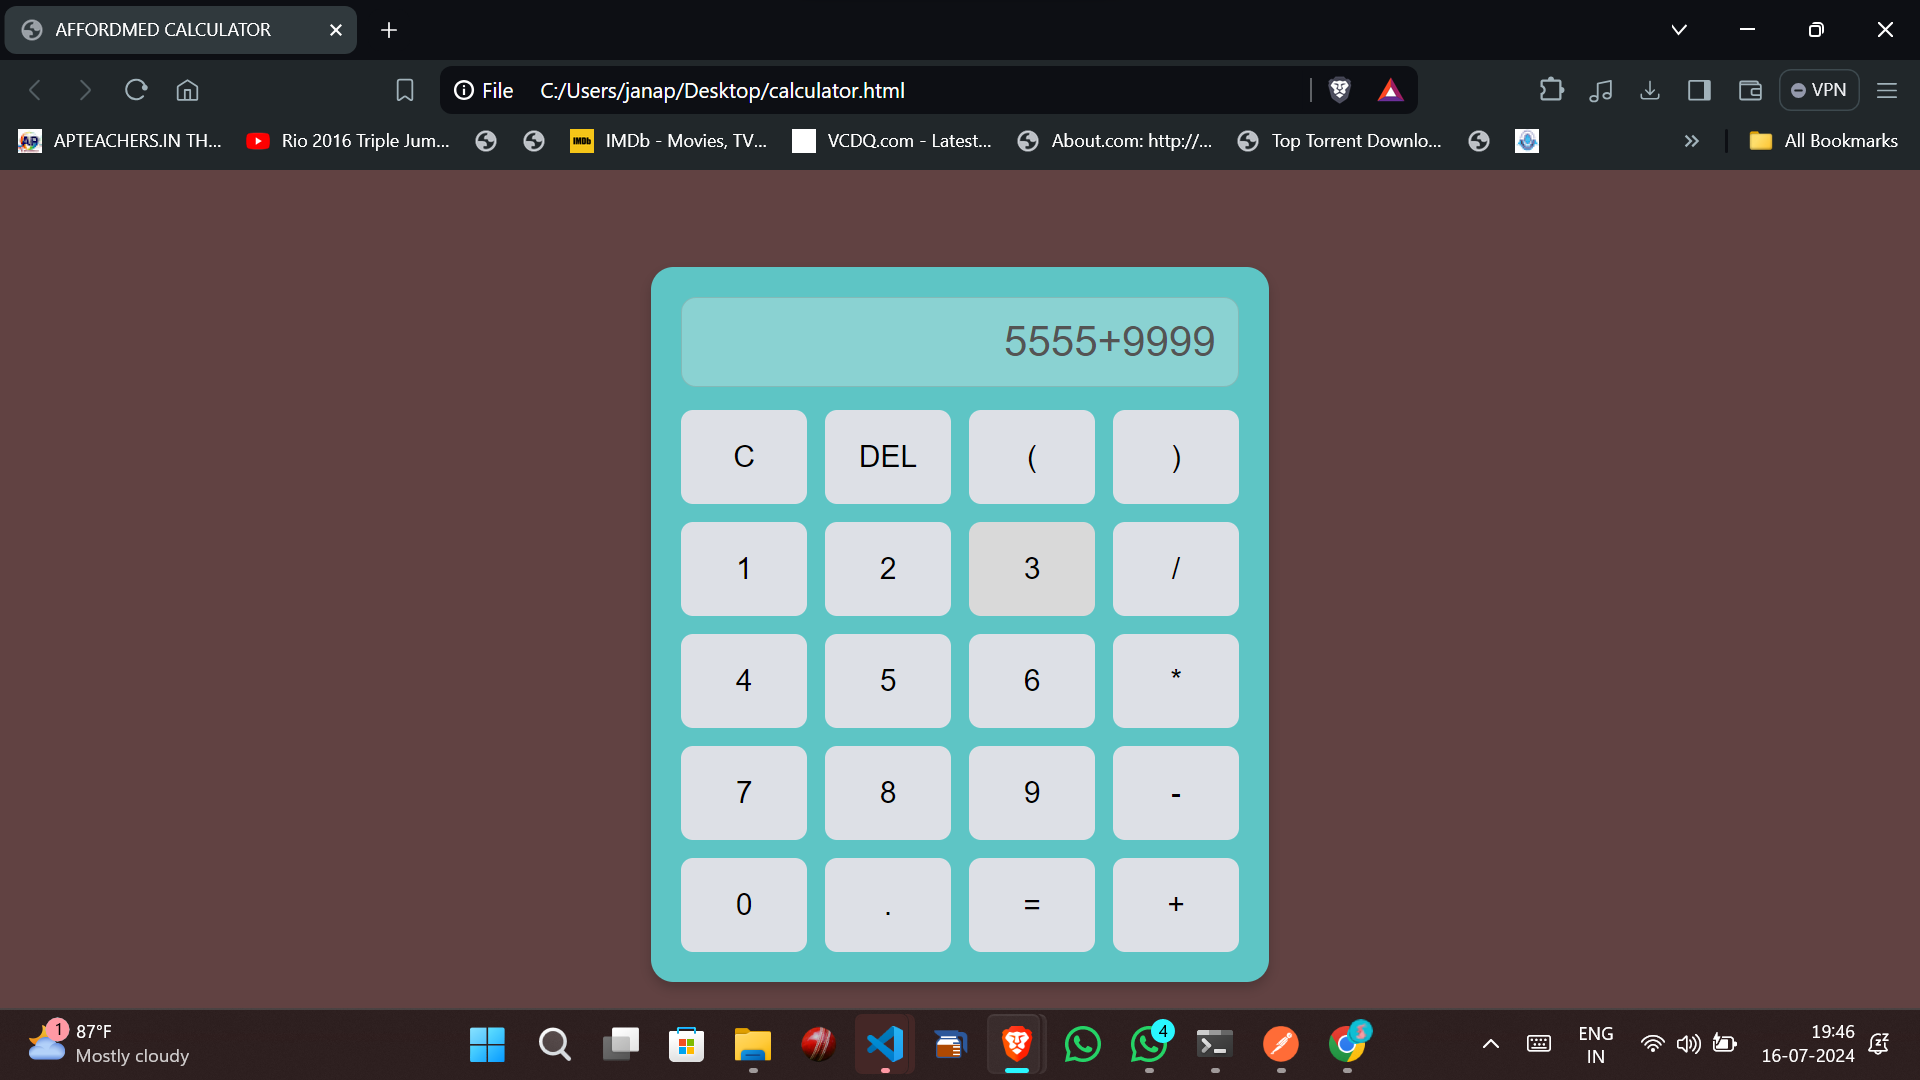 AFFORDMED CALCULATOR
File C:/Users/janap/Desktop/calculator.html
VPN
APTEACHERS.IN TH...
Rio 2016 Triple Jum...
IMDb
IMDb - Movies, TV...
VCDQ.com - Latest...
About.com: http://...
Top Torrent Downlo...
All Bookmarks
5555+9999
C DEL ( )
1 2 3 /
4 5 6 *
7 8 9 -
0 . = +
1
87°F
Mostly cloudy
4
ENG
IN
19:46
16-07-2024